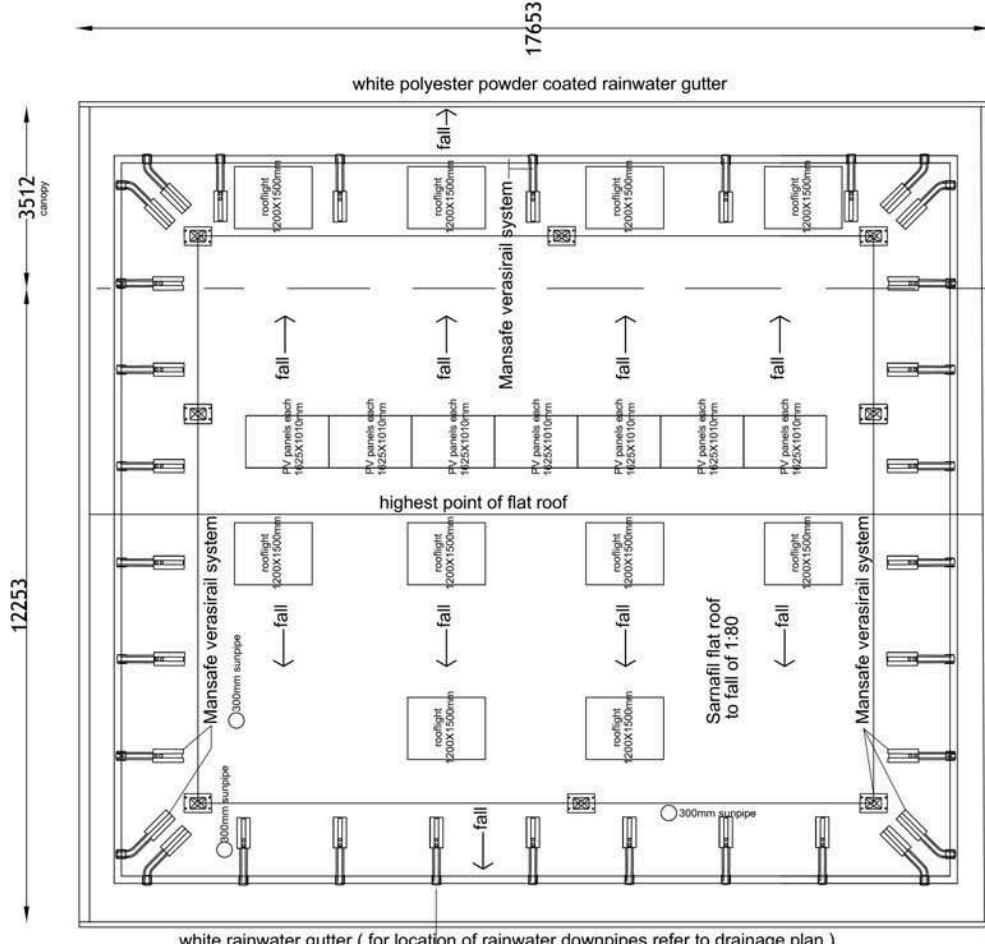 17653
white polyester powder coated rainwater gutter
3512
canopy
fall
rooflight
1200X1500mm
rooflight
1200X1500mm
rooflight
1200X1500mm
rooflight
1200X1500mm
Mansafe verasirail system
fall
fall
fall
fall
PV panels each
1625X1010mm
PV panels each
1625X1010mm
PV panels each
1625X1010mm
PV panels each
1625X1010mm
PV panels each
1625X1010mm
PV panels each
1625X1010mm
PV panels each
1625X1010mm
highest point of flat roof
12253
rooflight
1200X1500mm
rooflight
1200X1500mm
rooflight
1200X1500mm
rooflight
1200X1500mm
Mansafe verasirail system
fall
fall
fall
fall
Sarnafil flat roof
to fall of 1:80
Mansafe verasirail system
300mm sunpipe
rooflight
1200X1500mm
rooflight
1200X1500mm
300mm sunpipe
300mm sunpipe
fall
white rainwater gutter ( for location of rainwater downpipes refer to drainage plan )